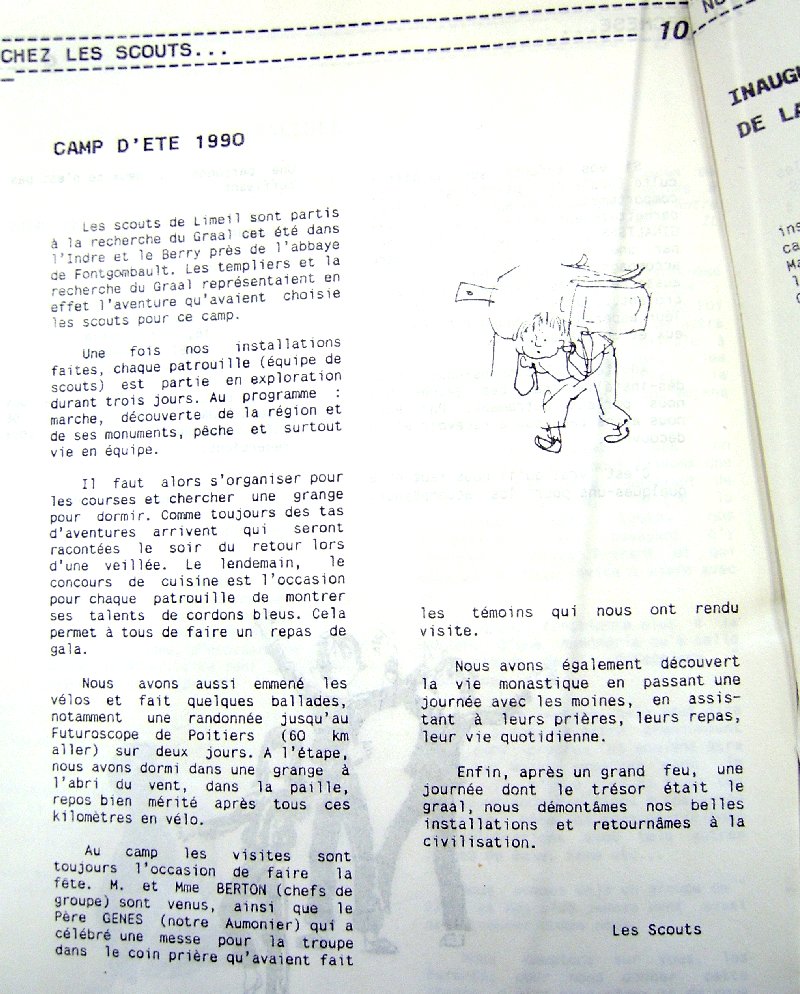 CHEZ LES SCOUTS...
10
CAMP D'ETE 1990
Les scouts de Limeil sont partis
à la recherche du Graal cet été dans
l'Indre et le Berry près de l'abbaye
de Fontgombault. Les templiers et la
recherche du Graal représentaient en
effet l'aventure qu'avaient choisie
les scouts pour ce camp.
Une fois nos installations
faites, chaque patrouille (équipe de
scouts) est partie en exploration
durant trois jours. Au programme :
marche, découverte de la région et
de ses monuments, pêche et surtout
vie en équipe.
Il faut alors s'organiser pour
les courses et chercher une grange
pour dormir. Comme toujours des tas
d'aventures arrivent qui seront
racontées le soir du retour lors
d'une veillée. Le lendemain, le
concours de cuisine est l'occasion
pour chaque patrouille de montrer
ses talents de cordons bleus. Cela
permet à tous de faire un repas de
gala.
Nous avons aussi emmené les
vélos et fait quelques ballades,
notamment une randonnée jusqu'au
Futuroscope de Poitiers (60 km
aller) sur deux jours. A l'étape,
nous avons dormi dans une grange à
l'abri du vent, dans la paille,
repos bien mérité après tous ces
kilomètres en vélo.
Au camp les visites sont
toujours l'occasion de faire la
fête. M. et Mme BERTON (chefs de
groupe) sont venus, ainsi que le
Père GENES (notre Aumonier) qui a
célébré une messe pour la troupe
dans le coin prière qu'avaient fait
les témoins qui nous ont rendu
visite.
Nous avons également découvert
la vie monastique en passant une
journée avec les moines, en assis-
tant à leurs prières, leurs repas,
leur vie quotidienne.
Enfin, après un grand feu, une
journée dont le trésor était le
graal, nous démontâmes nos belles
installations et retournâmes à la
civilisation.
Les Scouts
INAUGU
DE LA